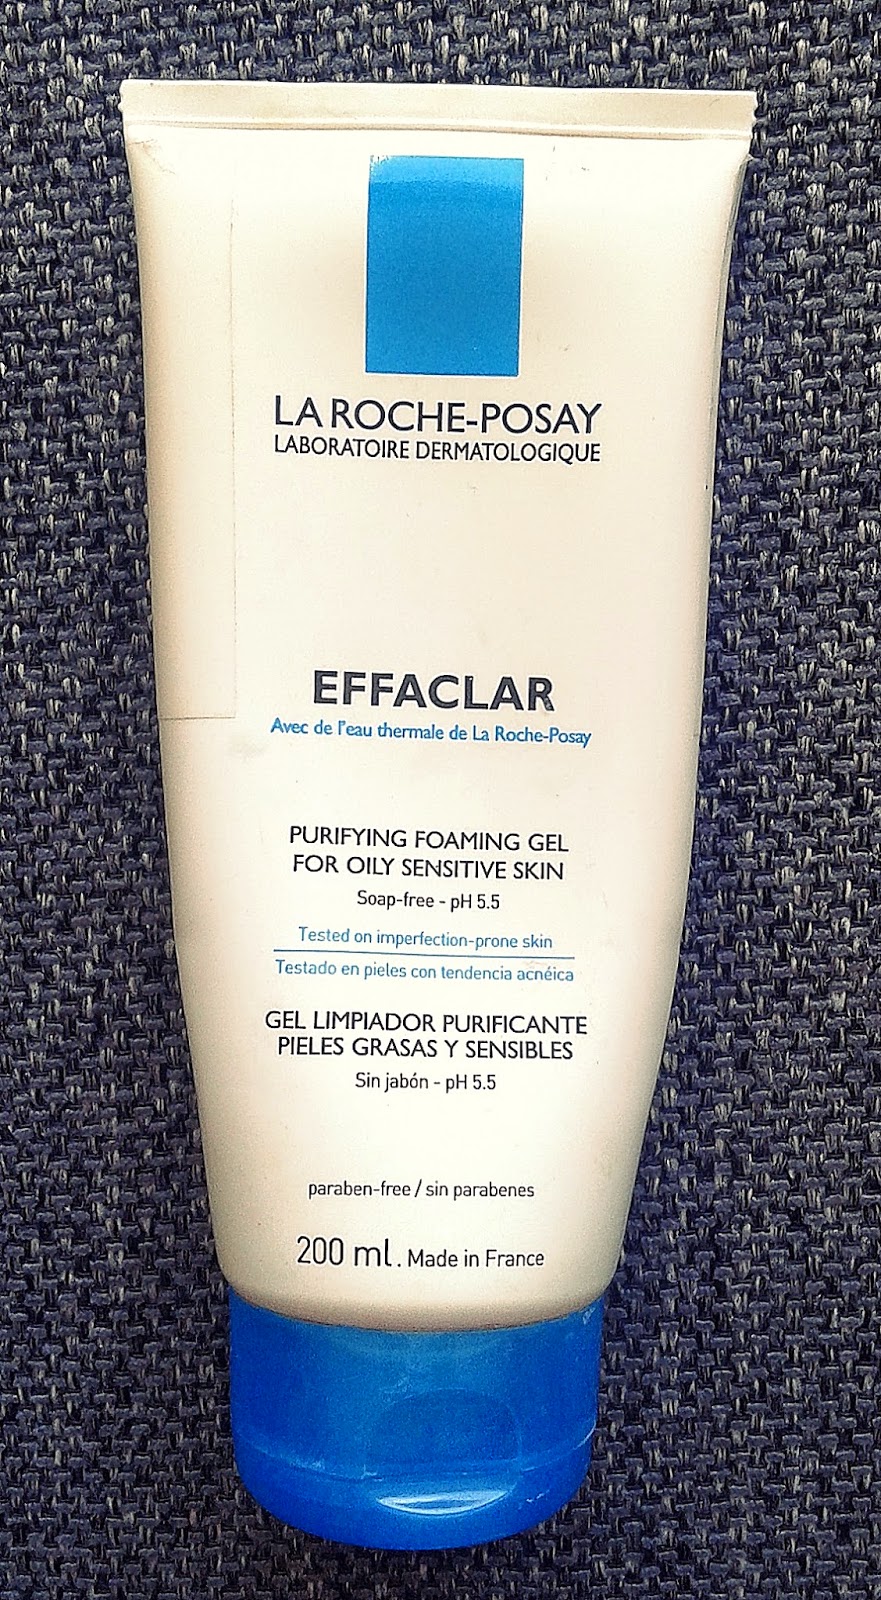 LA ROCHE-POSAY
LABORATOIRE DERMATOLOGIQUE
EFFACLAR
Avec de l'eau thermale de La Roche-Posay
PURIFYING FOAMING GEL
FOR OILY SENSITIVE SKIN
Soap-free - pH 5.5
Tested on imperfection-prone skin
Testado en pieles con tendencia acnéica
GEL LIMPIADOR PURIFICANTE
PIELES GRASAS Y SENSIBLES
Sin jabón - pH 5.5
paraben-free / sin parabenes
200 ml. Made in France